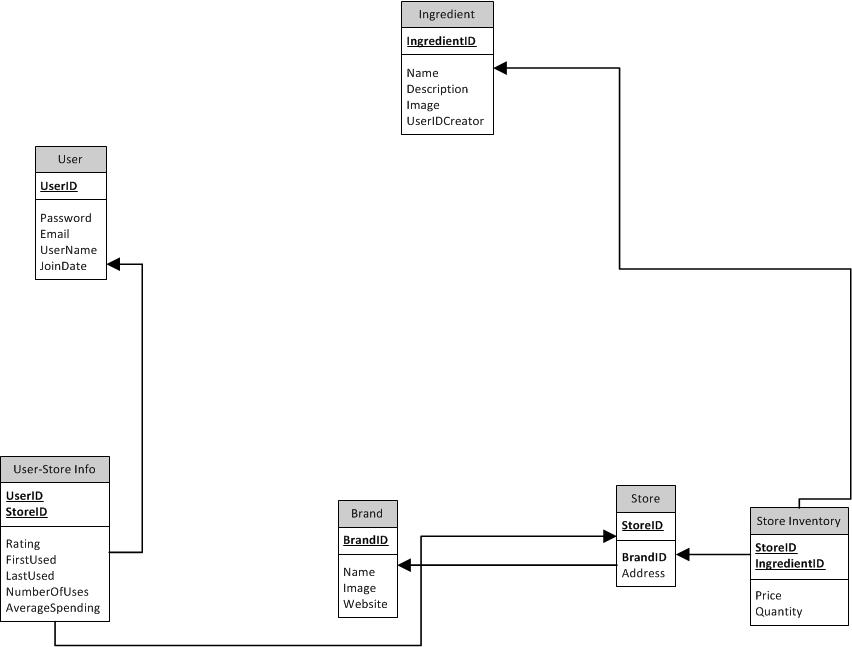 Ingredient
IngredientID
Name
Description
Image
UserIDCreator
User
UserID
Password
Email
UserName
JoinDate
User-Store Info
UserID
StoreID
Rating
FirstUsed
LastUsed
NumberOfUses
AverageSpending
Brand
BrandID
Name
Image
Website
Store
StoreID
BrandID
Address
Store Inventory
StoreID
IngredientID
Price
Quantity